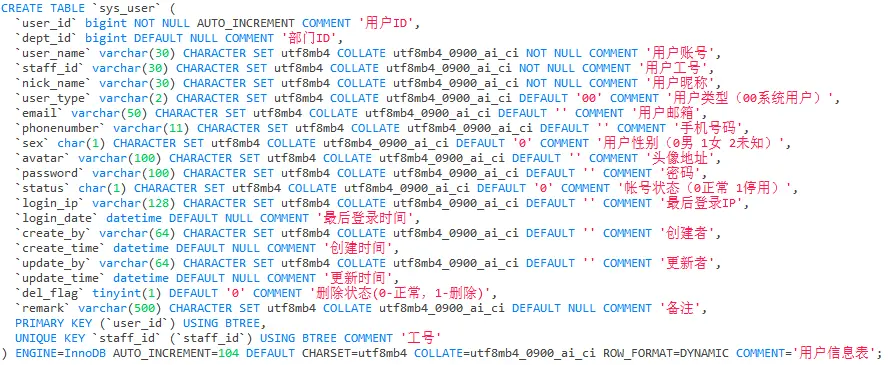 CREATE TABLE `sys_user` (
  `user_id` bigint NOT NULL AUTO_INCREMENT COMMENT '用户ID',
  `dept_id` bigint DEFAULT NULL COMMENT '部门ID',
  `user_name` varchar(30) CHARACTER SET utf8mb4 COLLATE utf8mb4_0900_ai_ci NOT NULL COMMENT '用户账号',
  `staff_id` varchar(30) CHARACTER SET utf8mb4 COLLATE utf8mb4_0900_ai_ci NOT NULL COMMENT '用户工号',
  `nick_name` varchar(30) CHARACTER SET utf8mb4 COLLATE utf8mb4_0900_ai_ci NOT NULL COMMENT '用户昵称',
  `user_type` varchar(2) CHARACTER SET utf8mb4 COLLATE utf8mb4_0900_ai_ci DEFAULT '00' COMMENT '用户类型（00系统用户）',
  `email` varchar(50) CHARACTER SET utf8mb4 COLLATE utf8mb4_0900_ai_ci DEFAULT '' COMMENT '用户邮箱',
  `phonenumber` varchar(11) CHARACTER SET utf8mb4 COLLATE utf8mb4_0900_ai_ci DEFAULT '' COMMENT '手机号码',
  `sex` char(1) CHARACTER SET utf8mb4 COLLATE utf8mb4_0900_ai_ci DEFAULT '0' COMMENT '用户性别（0男 1女 2未知）',
  `avatar` varchar(100) CHARACTER SET utf8mb4 COLLATE utf8mb4_0900_ai_ci DEFAULT '' COMMENT '头像地址',
  `password` varchar(100) CHARACTER SET utf8mb4 COLLATE utf8mb4_0900_ai_ci DEFAULT '' COMMENT '密码',
  `status` char(1) CHARACTER SET utf8mb4 COLLATE utf8mb4_0900_ai_ci DEFAULT '0' COMMENT '帐号状态（0正常 1停用）',
  `login_ip` varchar(128) CHARACTER SET utf8mb4 COLLATE utf8mb4_0900_ai_ci DEFAULT '' COMMENT '最后登录IP',
  `login_date` datetime DEFAULT NULL COMMENT '最后登录时间',
  `create_by` varchar(64) CHARACTER SET utf8mb4 COLLATE utf8mb4_0900_ai_ci DEFAULT '' COMMENT '创建者',
  `create_time` datetime DEFAULT NULL COMMENT '创建时间',
  `update_by` varchar(64) CHARACTER SET utf8mb4 COLLATE utf8mb4_0900_ai_ci DEFAULT '' COMMENT '更新者',
  `update_time` datetime DEFAULT NULL COMMENT '更新时间',
  `del_flag` tinyint(1) DEFAULT '0' COMMENT '删除状态(0-正常，1-删除)',
  `remark` varchar(500) CHARACTER SET utf8mb4 COLLATE utf8mb4_0900_ai_ci DEFAULT NULL COMMENT '备注',
  PRIMARY KEY (`user_id`) USING BTREE,
  UNIQUE KEY `staff_id` (`staff_id`) USING BTREE COMMENT '工号'
) ENGINE=InnoDB AUTO_INCREMENT=104 DEFAULT CHARSET=utf8mb4 COLLATE=utf8mb4_0900_ai_ci ROW_FORMAT=DYNAMIC COMMENT='用户信息表';